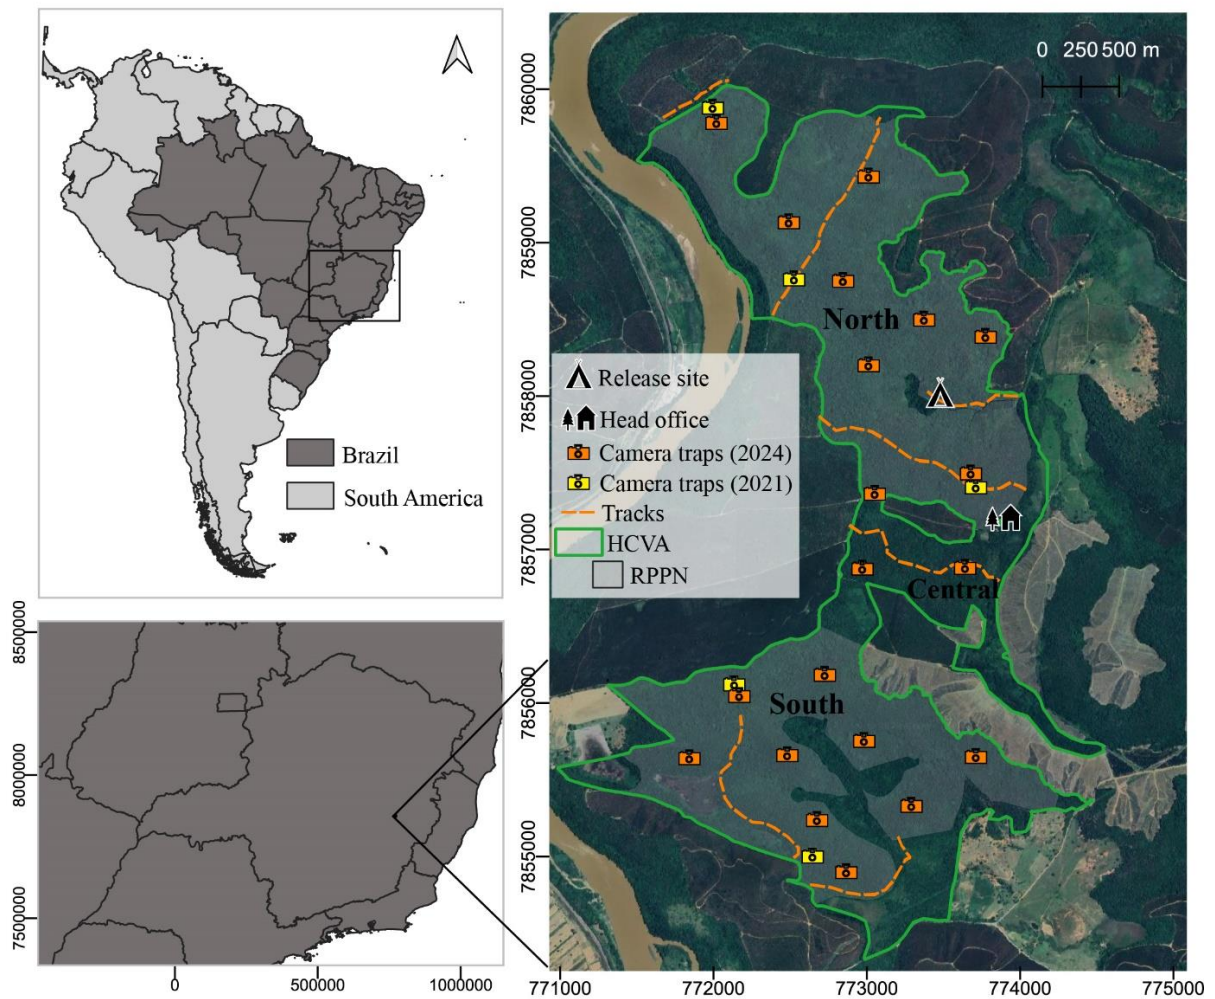 Brazil
South America
8500000
8000000
7500000
0
500000
1000000
0 250 500 m
7860000
7859000
7858000
7857000
7856000
7855000
North
Release site
Head office
Camera traps (2024)
Camera traps (2021)
Tracks
HCVA
RPPN
Central
South
771000
772000
773000
774000
775000